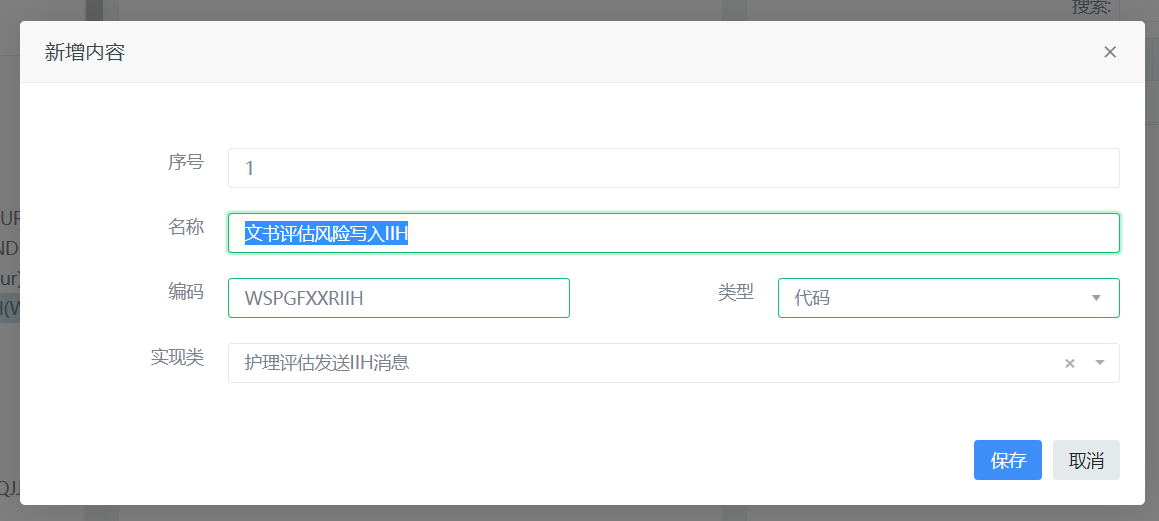 搜索:
新增内容
×
序号
1
名称
文书评估风险写入IIH
编码
WSPGFXXRIIH
类型
代码
实现类
护理评估发送IIH消息
×
保存
取消